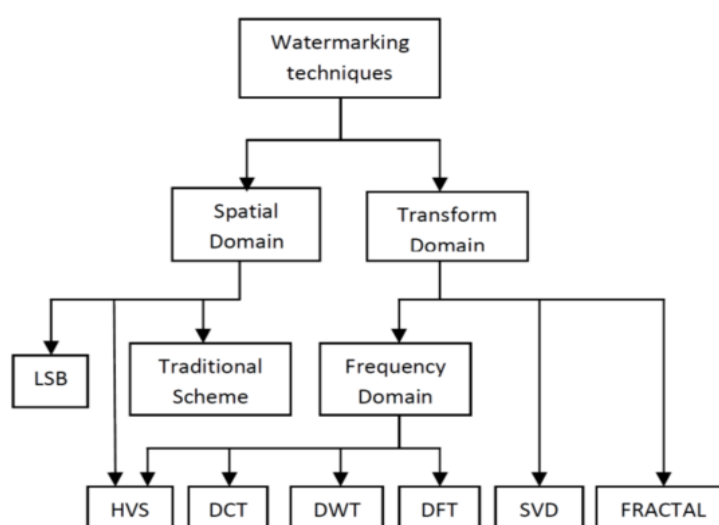 Watermarking
techniques
Spatial
Domain
Transform
Domain
LSB
Traditional
Scheme
Frequency
Domain
HVS
DCT
DWT
DFT
SVD
FRACTAL